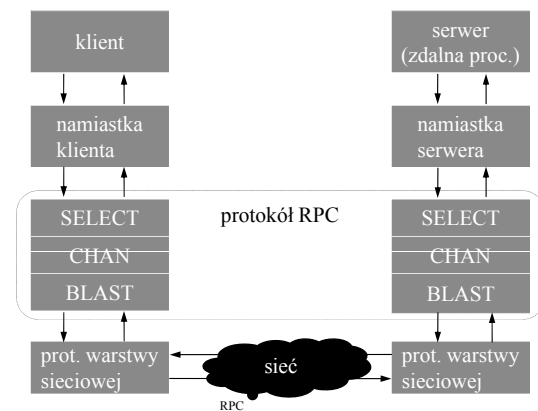 klient
serwer
(zdalna proc.)
namiastka
klienta
namiastka
serwera
protokół RPC
SELECT
CHAN
BLAST
SELECT
CHAN
BLAST
prot. warstwy
sieciowej
sieć
prot. warstwy
sieciowej
RPC